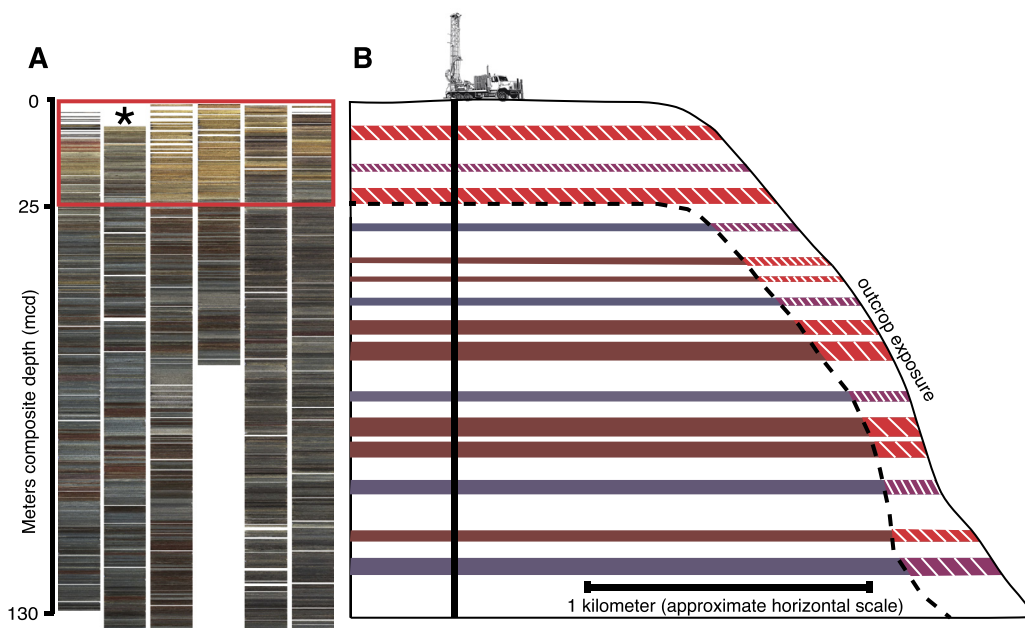 A
B
0
*
25
130
Meters composite depth (mcd)
outcrop exposure
1 kilometer (approximate horizontal scale)